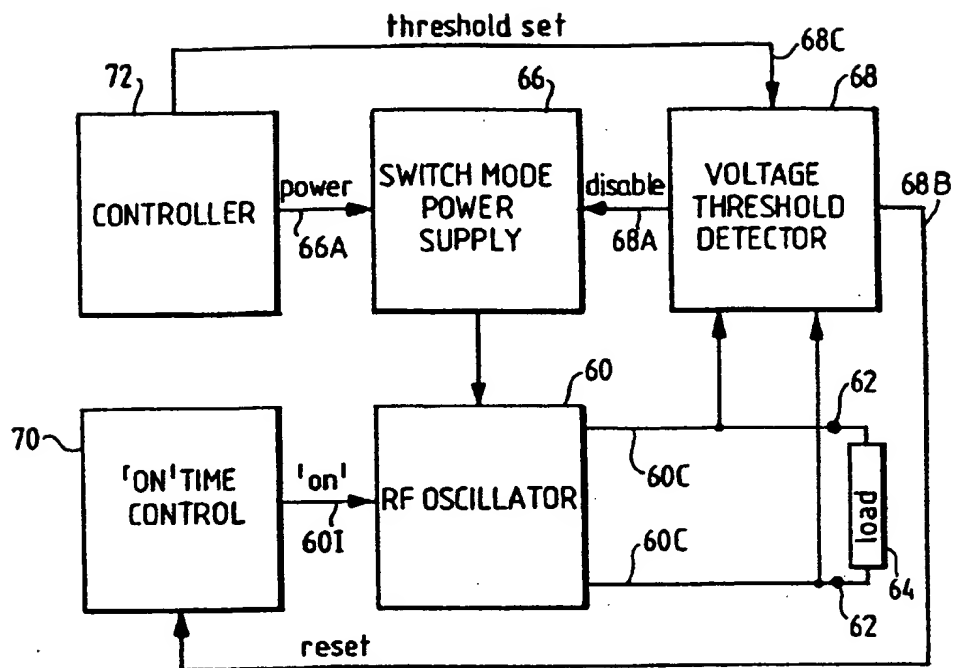 threshold set
68C
72
66
68
CONTROLLER
power
66A
SWITCH MODE
POWER
SUPPLY
disable
68A
VOLTAGE
THRESHOLD
DETECTOR
68B
70
'ON' TIME
CONTROL
'on'
60I
60
RF OSCILLATOR
60C
60C
62
load
64
62
reset